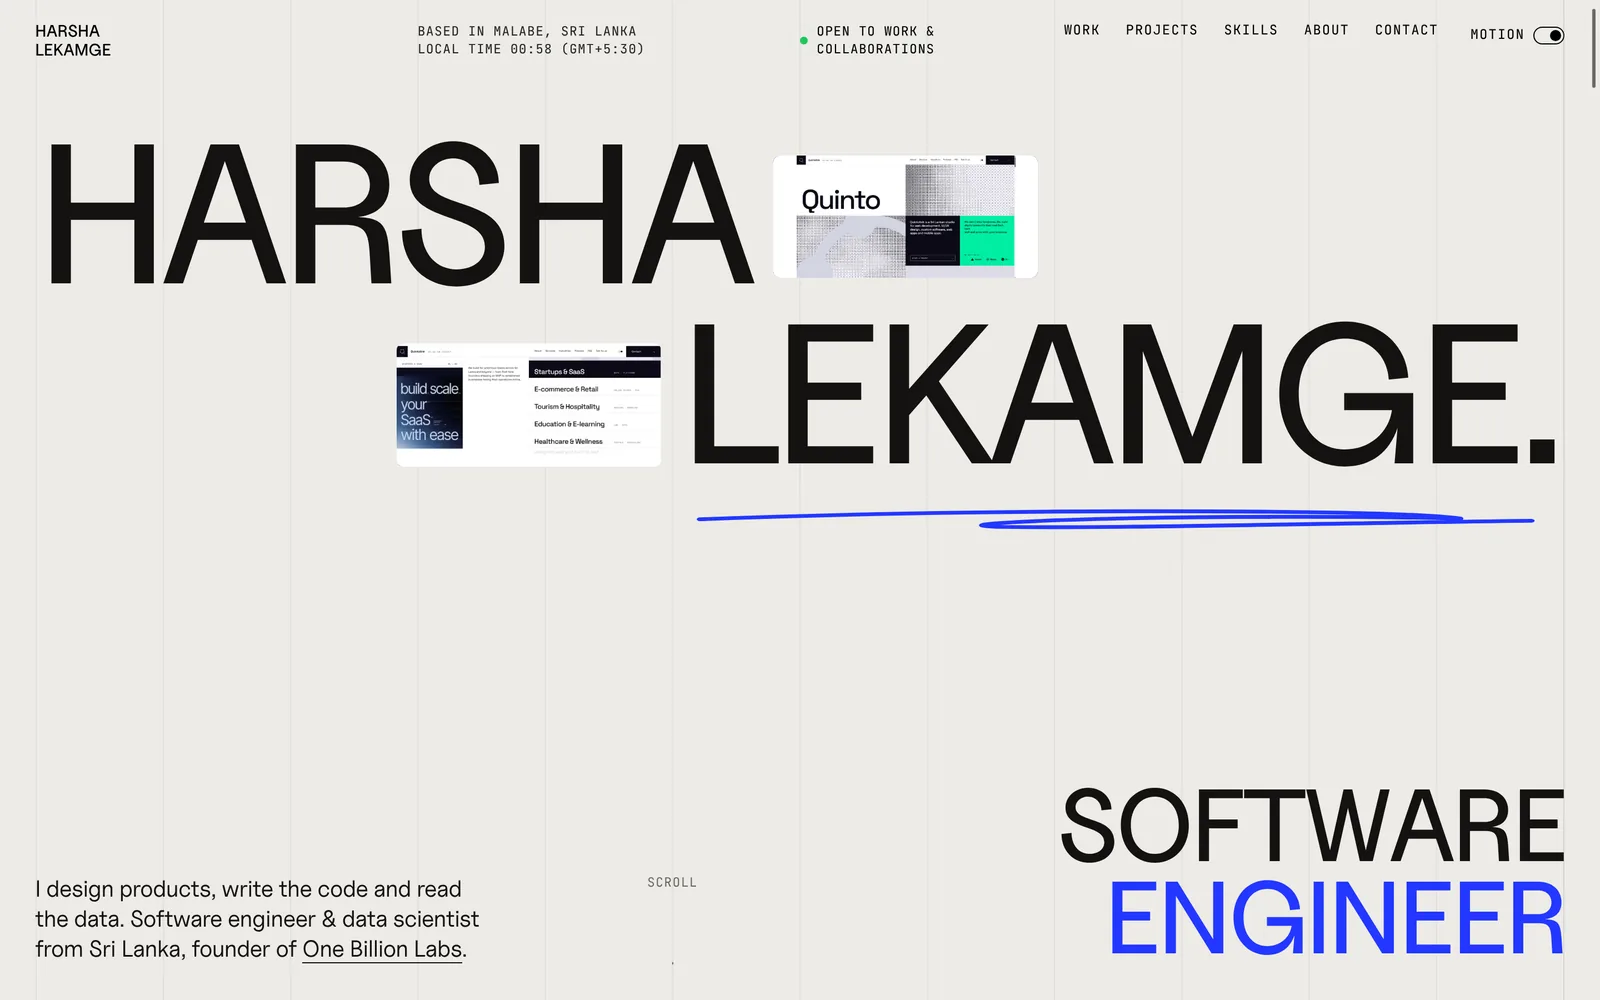 HARSHA
LEKAMGE
BASED IN MALABE, SRI LANKA
LOCAL TIME 00:58 (GMT+5:30)
OPEN TO WORK &
COLLABORATIONS
WORK
PROJECTS
SKILLS
ABOUT
CONTACT
MOTION
HARSHA
Quinto
build scale
your
SaaS
with ease
Startups & SaaS
E-commerce & Retail
Tourism & Hospitality
Education & E-learning
Healthcare & Wellness
LEKAMGE.
I design products, write the code and read
the data. Software engineer & data scientist
from Sri Lanka, founder of One Billion Labs.
SCROLL
SOFTWARE
ENGINEER